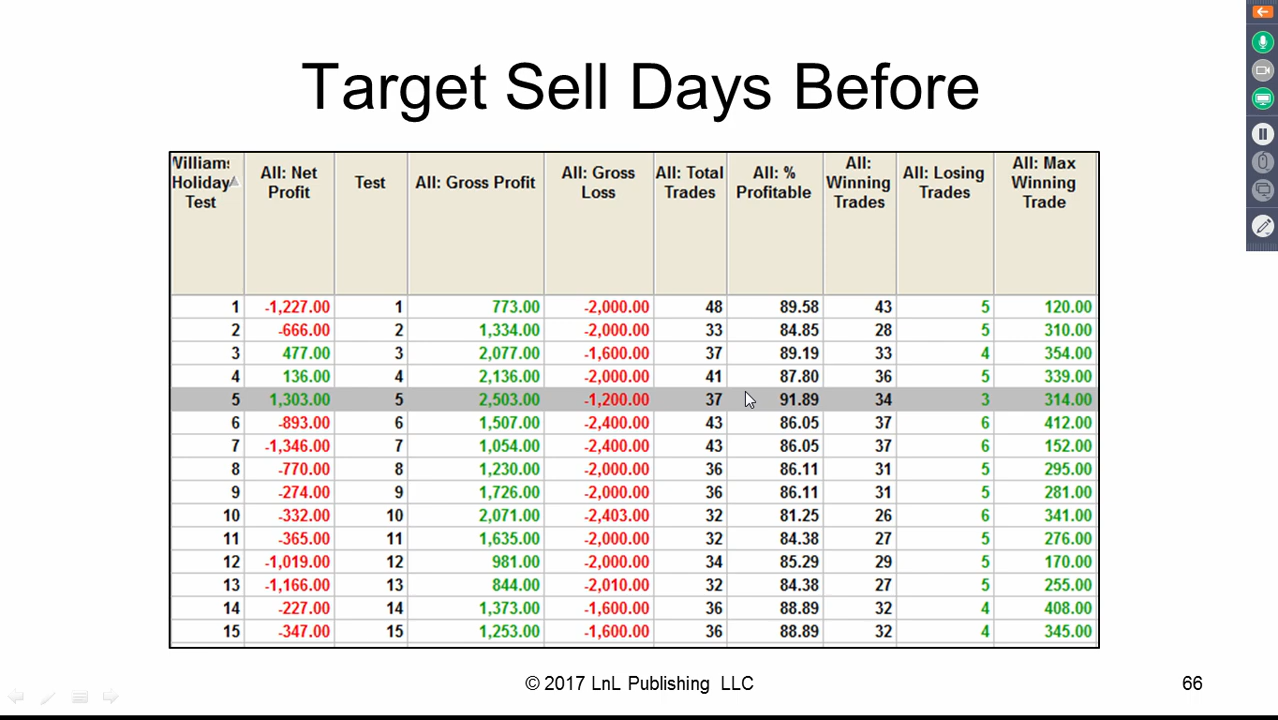 Target Sell Days Before
Williams Holiday Test All: Net Profit Test All: Gross Profit All: Gross Loss All: Total Trades All: % Profitable All: Winning Trades All: Losing Trades All: Max Winning Trade
1 -1,227.00 1 773.00 -2,000.00 48 89.58 43 5 120.00
2 -666.00 2 1,334.00 -2,000.00 33 84.85 28 5 310.00
3 477.00 3 2,077.00 -1,600.00 37 89.19 33 4 354.00
4 136.00 4 2,136.00 -2,000.00 41 87.80 36 5 339.00
5 1,303.00 5 2,503.00 -1,200.00 37 91.89 34 3 314.00
6 -893.00 6 1,507.00 -2,400.00 43 86.05 37 6 412.00
7 -1,346.00 7 1,054.00 -2,400.00 43 86.05 37 6 152.00
8 -770.00 8 1,230.00 -2,000.00 36 86.11 31 5 295.00
9 -274.00 9 1,726.00 -2,000.00 36 86.11 31 5 281.00
10 -332.00 10 2,071.00 -2,403.00 32 81.25 26 6 341.00
11 -365.00 11 1,635.00 -2,000.00 32 84.38 27 5 276.00
12 -1,019.00 12 981.00 -2,000.00 34 85.29 29 5 170.00
13 -1,166.00 13 844.00 -2,010.00 32 84.38 27 5 255.00
14 -227.00 14 1,373.00 -1,600.00 36 88.89 32 4 408.00
15 -347.00 15 1,253.00 -1,600.00 36 88.89 32 4 345.00
© 2017 LnL Publishing LLC
66